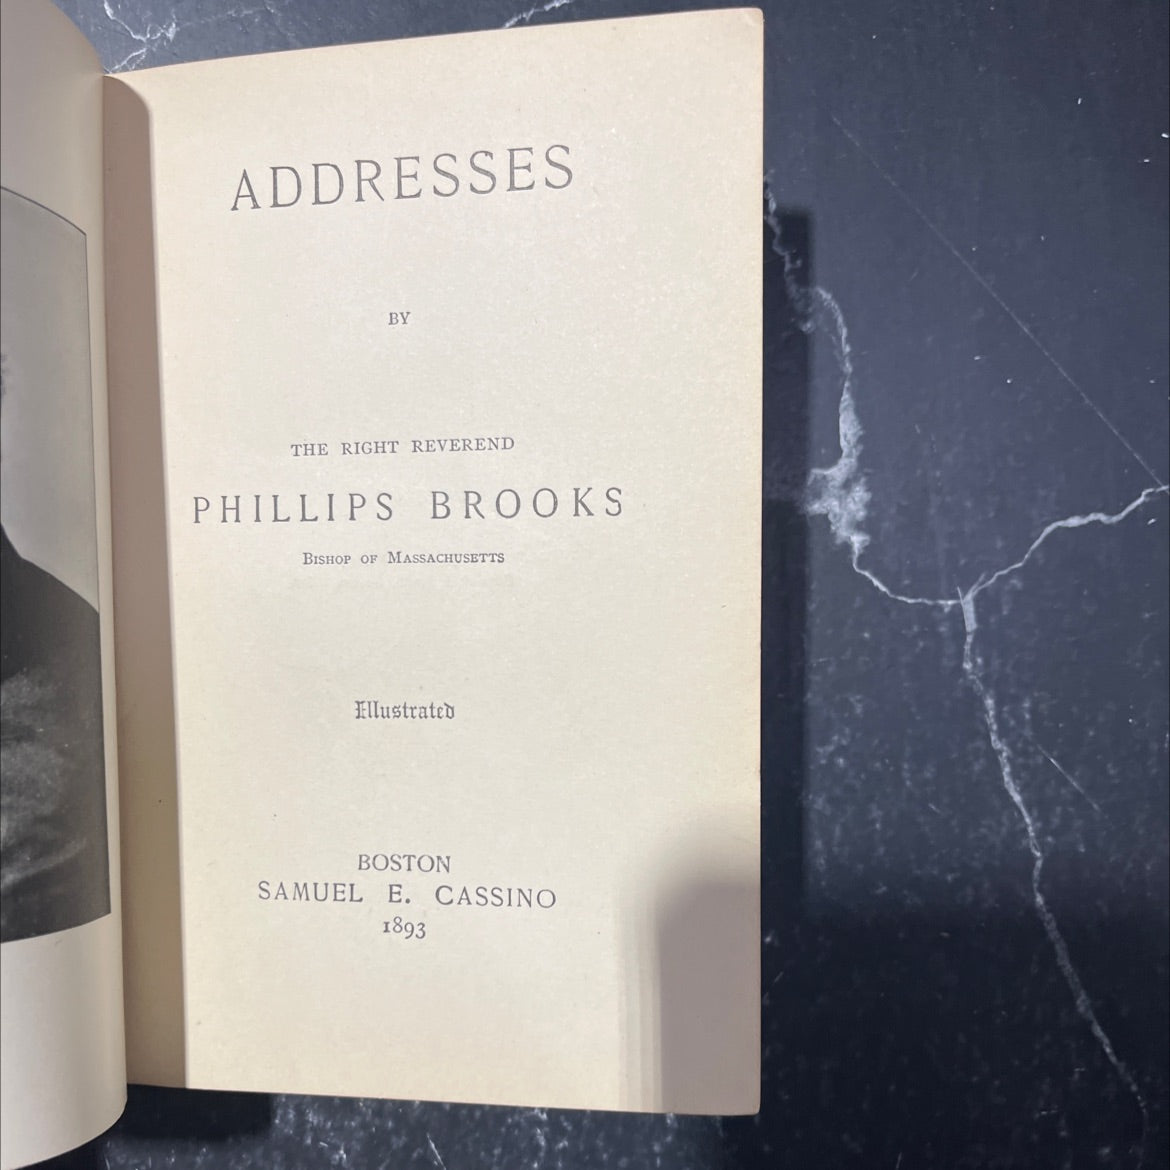 ADDRESSES
BY
THE RIGHT REVEREND
PHILLIPS BROOKS
BISHOP OF MASSACHUSETTS
Illustrated
BOSTON
SAMUEL E. CASSINO
1893